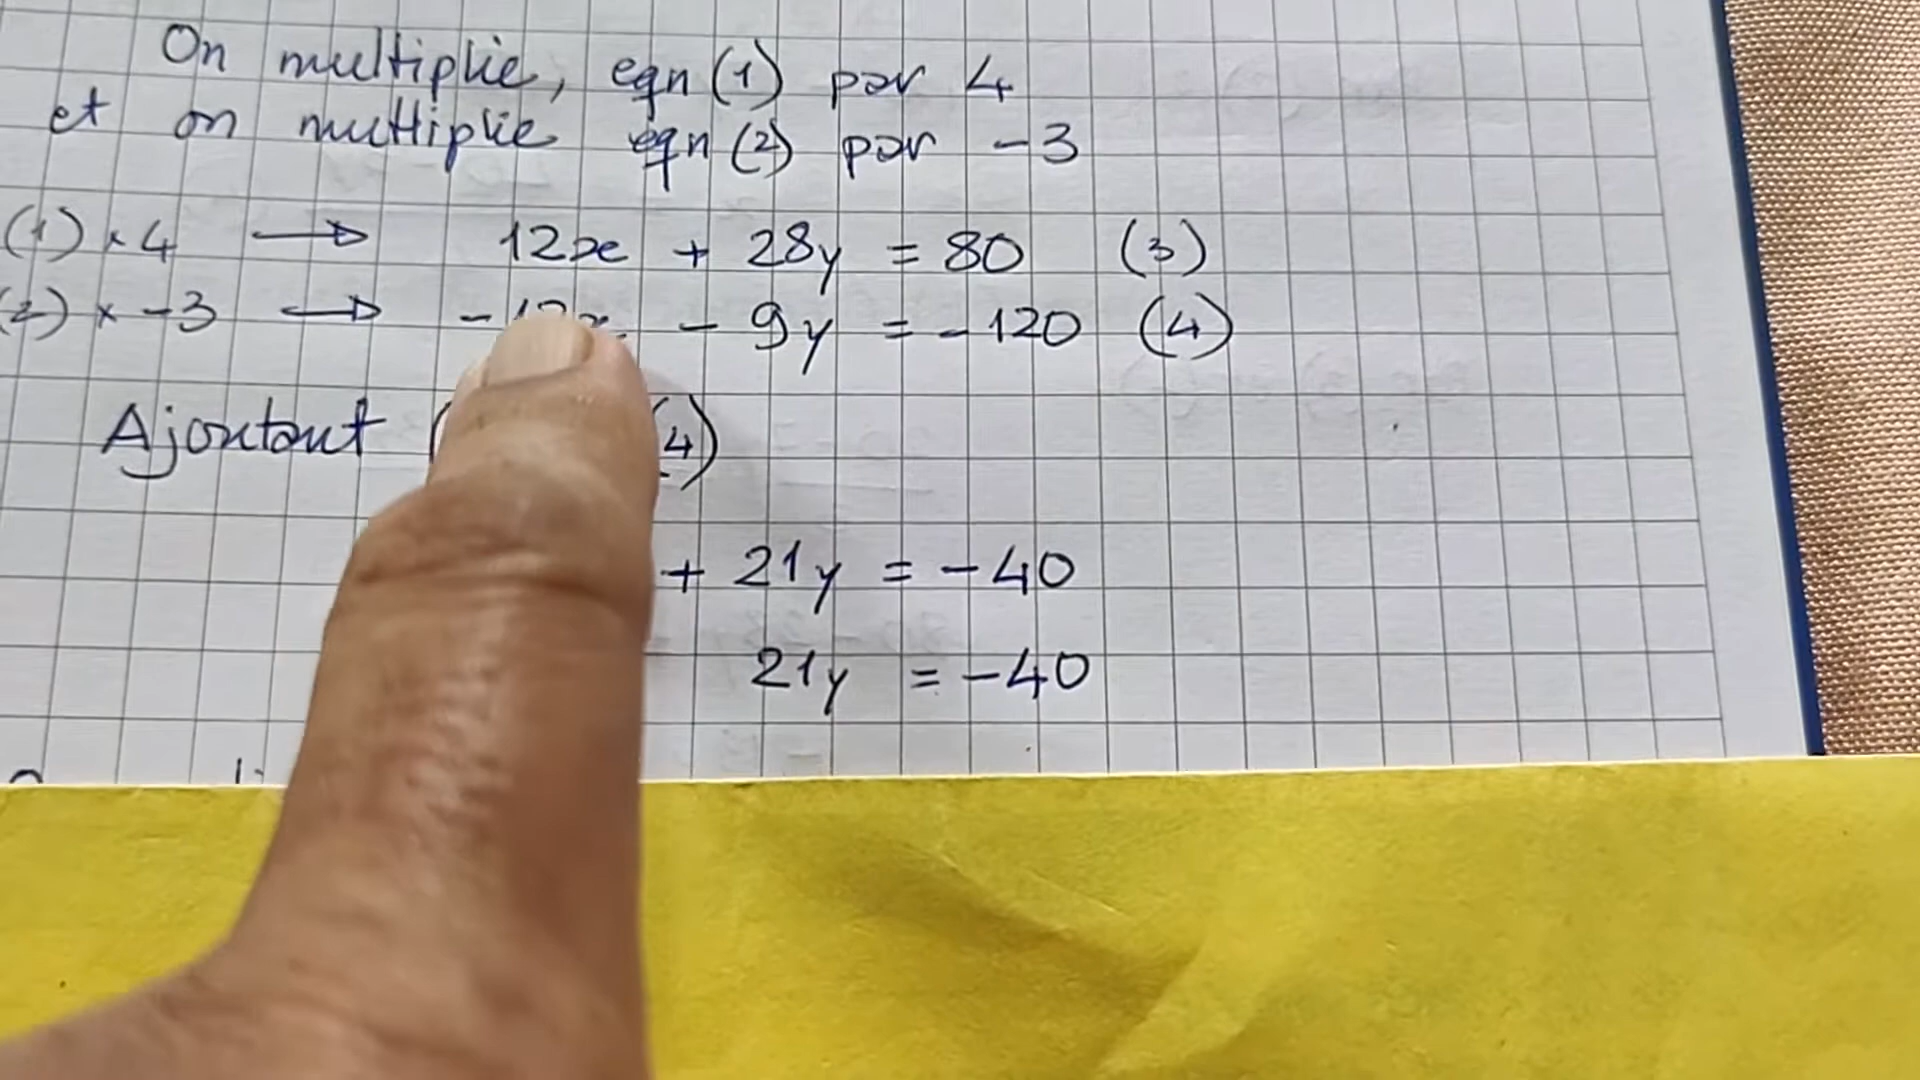 On multiplie, eqn (1) par 4
et on multiplie eqn (2) par -3
(1) × 4 → 12x + 28y = 80 (3)
(2) × -3 → -12x - 9y = -120 (4)
Ajoutant ( 4)
+ 21y = -40
21y = -40